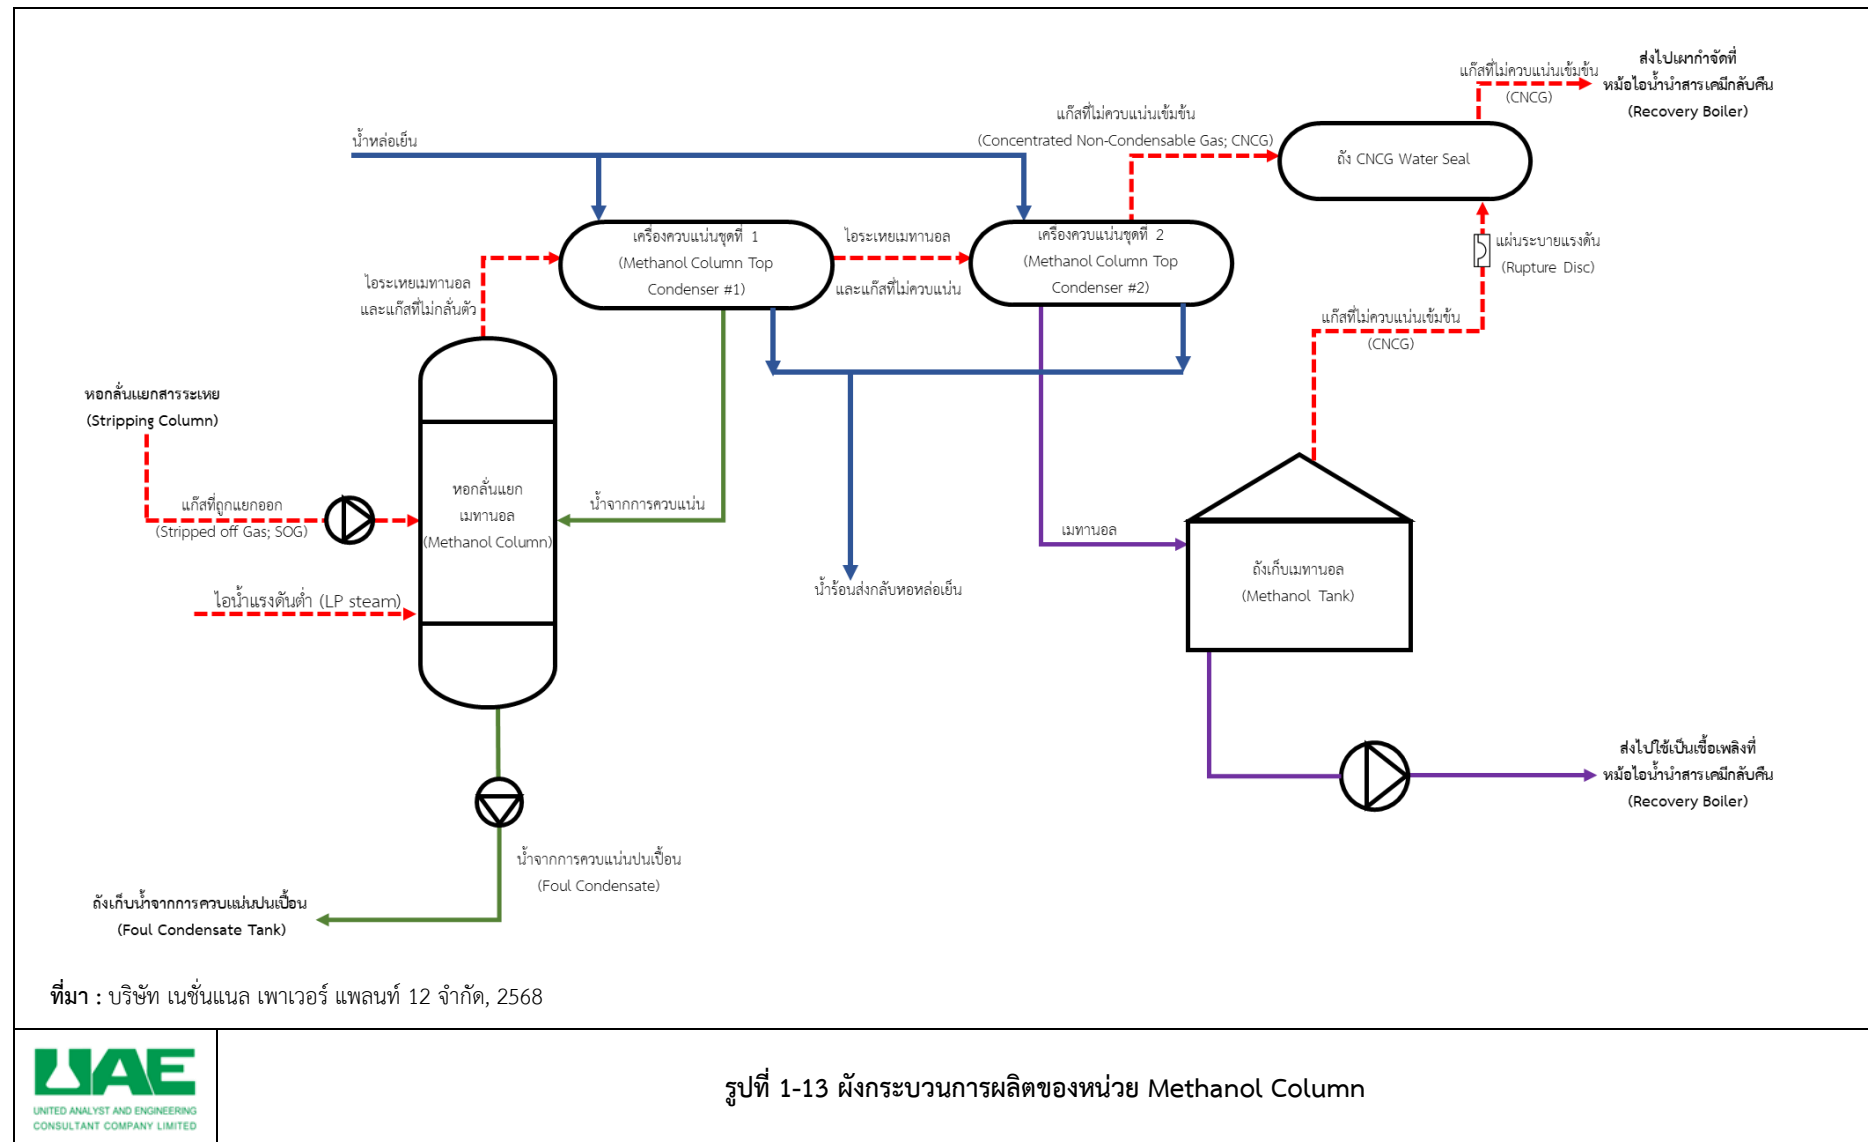 ส่งไปเผากำจัดที่
หม้อไอน้ำนำสารเคมีกลับคืน
(Recovery Boiler)
แก๊สที่ไม่ควบแน่นเข้มข้น
(CNCG)
แก๊สที่ไม่ควบแน่นเข้มข้น
(Concentrated Non-Condensable Gas; CNCG)
น้ำหล่อเย็น
ถัง CNCG Water Seal
เครื่องควบแน่นชุดที่ 1
(Methanol Column Top
Condenser #1)
ไอระเหยเมทานอล
และแก๊สที่ไม่ควบแน่น
เครื่องควบแน่นชุดที่ 2
(Methanol Column Top
Condenser #2)
แผ่นระบายแรงดัน
(Rupture Disc)
ไอระเหยเมทานอล
และแก๊สที่ไม่กลั่นตัว
แก๊สที่ไม่ควบแน่นเข้มข้น
(CNCG)
หอกลั่นแยกสารระเหย
(Stripping Column)
แก๊สที่ถูกแยกออก
(Stripped off Gas; SOG)
หอกลั่นแยก
เมทานอล
(Methanol Column)
น้ำจากการควบแน่น
เมทานอล
ไอน้ำแรงดันต่ำ (LP steam)
น้ำร้อนส่งกลับหอหล่อเย็น
ถังเก็บเมทานอล
(Methanol Tank)
ส่งไปใช้เป็นเชื้อเพลิงที่
หม้อไอน้ำนำสารเคมีกลับคืน
(Recovery Boiler)
น้ำจากการควบแน่นปนเปื้อน
(Foul Condensate)
ถังเก็บน้ำจากการควบแน่นปนเปื้อน
(Foul Condensate Tank)
ที่มา : บริษัท เนชั่นแนล เพาเวอร์ แพลนท์ 12 จำกัด, 2568
UAE
UNITED ANALYST AND ENGINEERING
CONSULTANT COMPANY LIMITED
รูปที่ 1-13 ผังกระบวนการผลิตของหน่วย Methanol Column